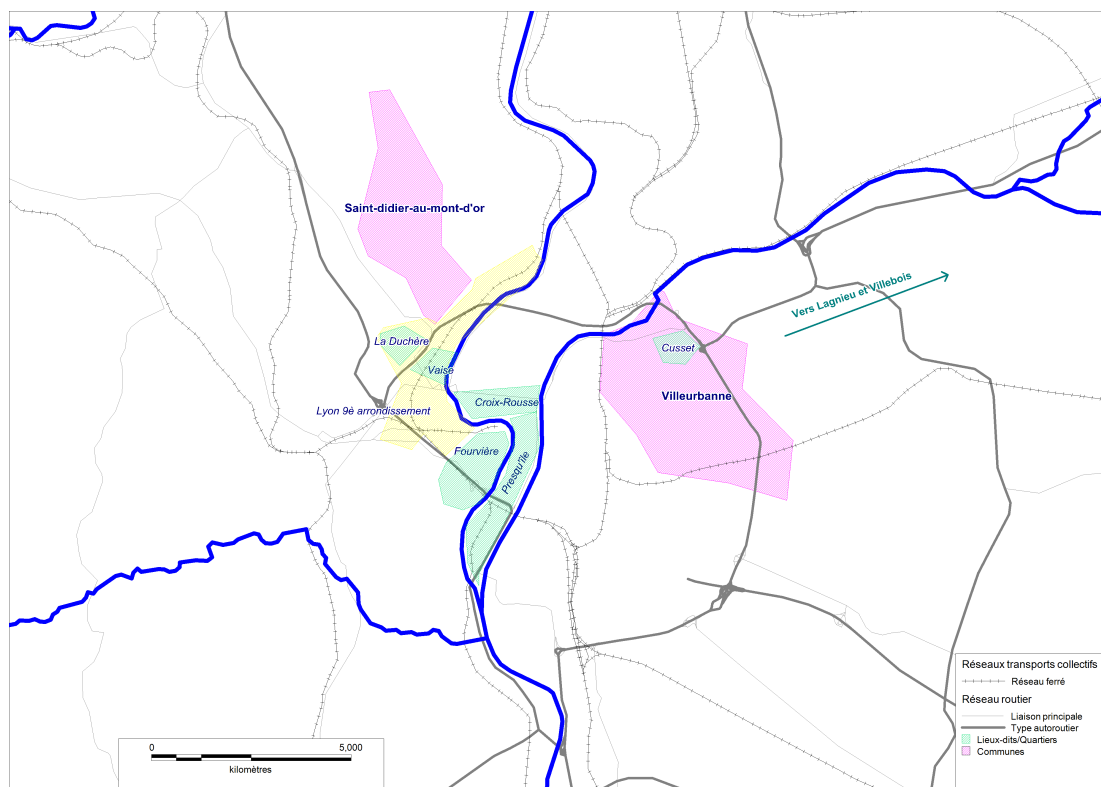 Saint-didier-au-mont-d'or
Vers Lagnieu et Villebois
La Duchère
Cusset
Vaise
Villeurbanne
Croix-Rousse
Lyon 9è arrondissement
Fourvière
Presqu'île
Réseaux transports collectifs
Réseau ferré
Réseau routier
Liaison principale
Type autoroutier
Lieux-dits/Quartiers
Communes
0 5,000
kilomètres